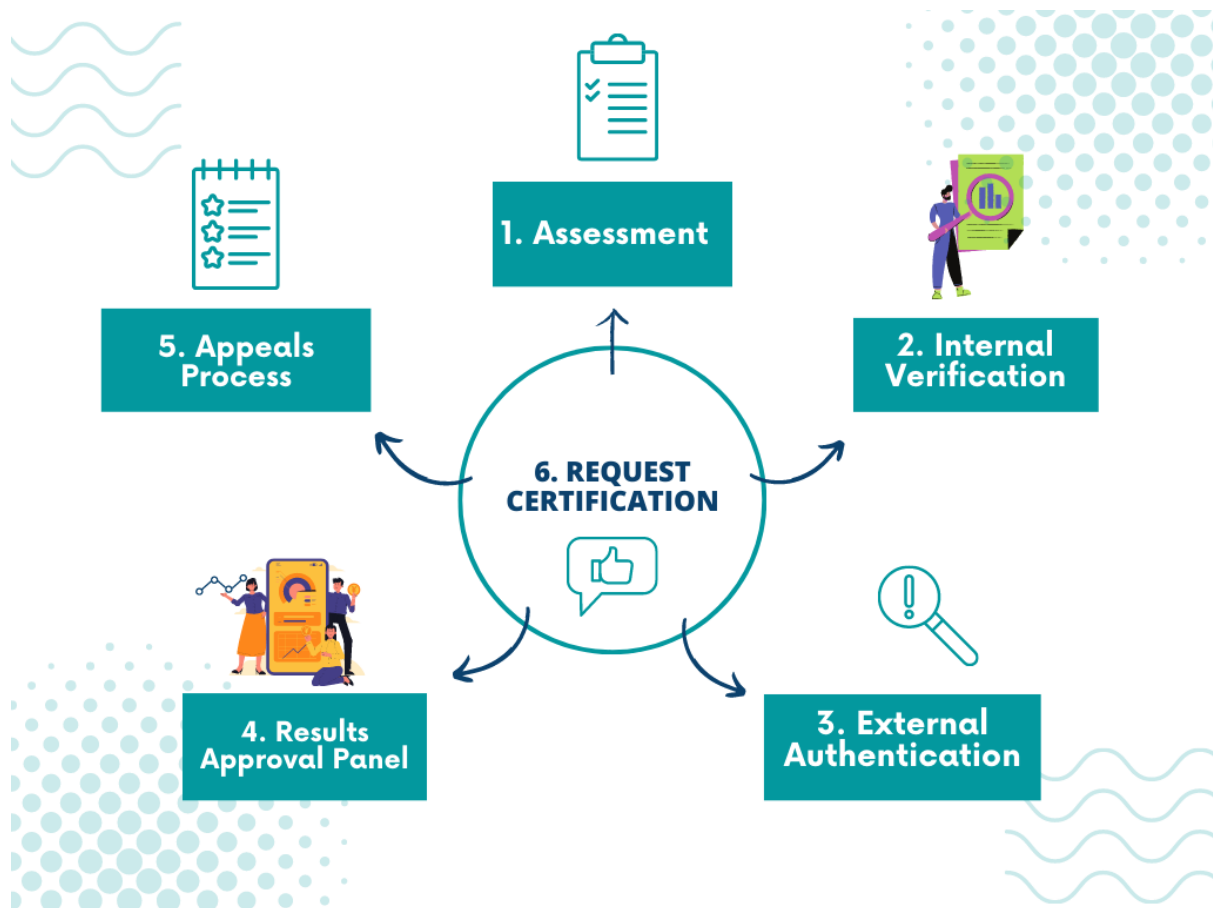 1. Assessment
2. Internal
Verification
3. External
Authentication
4. Results
Approval Panel
5. Appeals
Process
6. REQUEST
CERTIFICATION